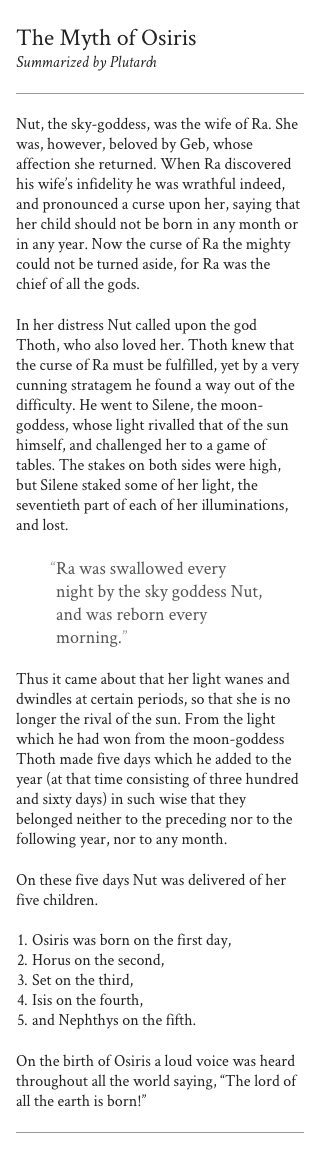 The Myth of Osiris
Summarized by Plutarch
Nut, the sky-goddess, was the wife of Ra. She
was, however, beloved by Geb, whose
affection she returned. When Ra discovered
his wife’s infidelity he was wrathful indeed,
and pronounced a curse upon her, saying that
her child should not be born in any month or
in any year. Now the curse of Ra the mighty
could not be turned aside, for Ra was the
chief of all the gods.
In her distress Nut called upon the god
Thoth, who also loved her. Thoth knew that
the curse of Ra must be fulfilled, yet by a very
cunning stratagem he found a way out of the
difficulty. He went to Silene, the moon-
goddess, whose light rivalled that of the sun
himself, and challenged her to a game of
tables. The stakes on both sides were high,
but Silene staked some of her light, the
seventieth part of each of her illuminations,
and lost.
“Ra was swallowed every
night by the sky goddess Nut,
and was reborn every
morning.”
Thus it came about that her light wanes and
dwindles at certain periods, so that she is no
longer the rival of the sun. From the light
which he had won from the moon-goddess
Thoth made five days which he added to the
year (at that time consisting of three hundred
and sixty days) in such wise that they
belonged neither to the preceding nor to the
following year, nor to any month.
On these five days Nut was delivered of her
five children.
1. Osiris was born on the first day,
2. Horus on the second,
3. Set on the third,
4. Isis on the fourth,
5. and Nephthys on the fifth.
On the birth of Osiris a loud voice was heard
throughout all the world saying, “The lord of
all the earth is born!”